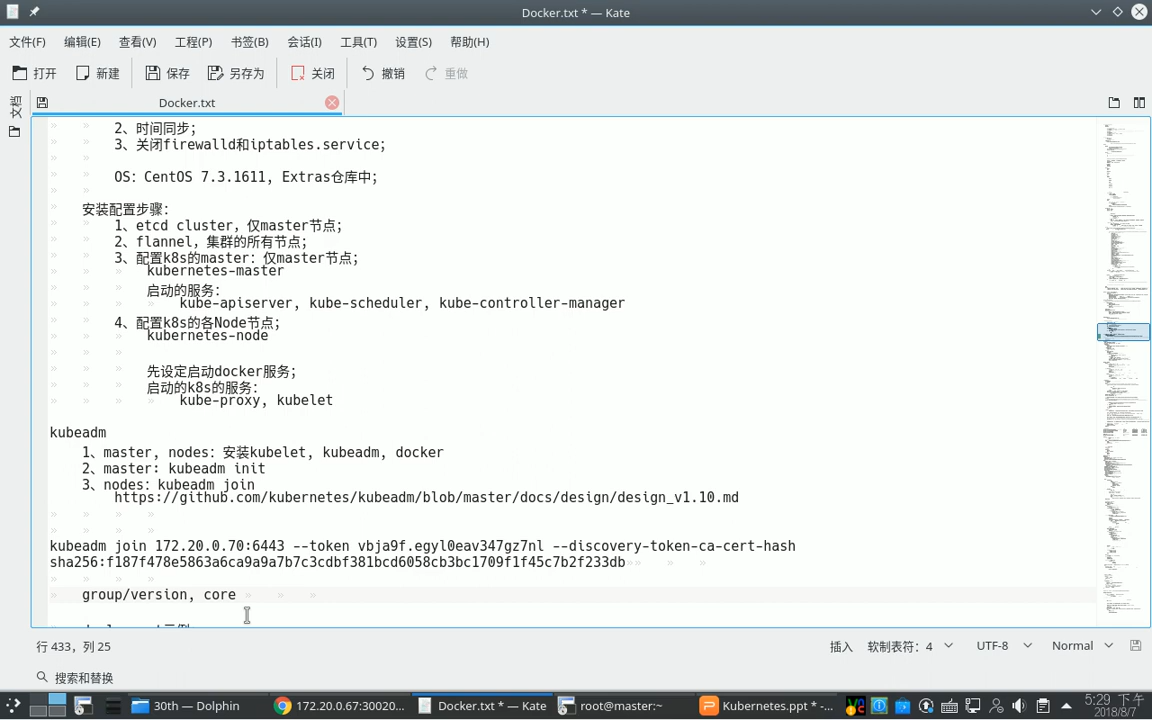 Docker.txt * — Kate
文件(F) 编辑(E) 查看(V) 工程(P) 书签(B) 会话(I) 工具(T) 设置(S) 帮助(H)
打开 新建 保存 另存为 关闭 撤销 重做
文档
Docker.txt
2、时间同步；
3、关闭firewalld和iptables.service；
OS：CentOS 7.3.1611, Extras仓库中；
安装配置步骤：
1、etcd cluster，仅master节点；
2、flannel，集群的所有节点；
3、配置k8s的master：仅master节点；
kubernetes-master
启动的服务：
kube-apiserver, kube-scheduler, kube-controller-manager
4、配置k8s的各Node节点；
kubernetes-node
先设定启动docker服务；
启动的k8s的服务：
kube-proxy, kubelet
kubeadm
1、master, nodes：安装kubelet, kubeadm, docker
2、master: kubeadm init
3、nodes：kubeadm join
https://github.com/kubernetes/kubeadm/blob/master/docs/design/design_v1.10.md
kubeadm join 172.20.0.70:6443 --token vbja9f.egyl0eav347gz7nl --discovery-token-ca-cert-hash
sha256:f187f478e5863a6ca9a9a7b7c3cdbf381bcd6058cb3bc1709f1f45c7b2f233db
group/version, core
行 433，列 25
插入 软制表符：4 UTF-8 Normal
搜索和替换
30th — Dolphin
172.20.0.67:30020...
Docker.txt * — Kate
root@master:~
Kubernetes.ppt * -...
5:29 下午
2018/8/7